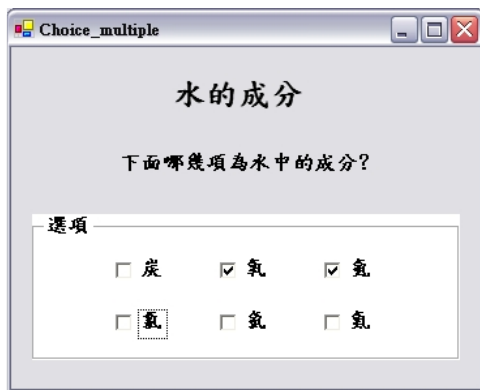 Choice_multiple
水的成分
下面哪幾項為水中的成分?
選項
炭 氧 氫
氯